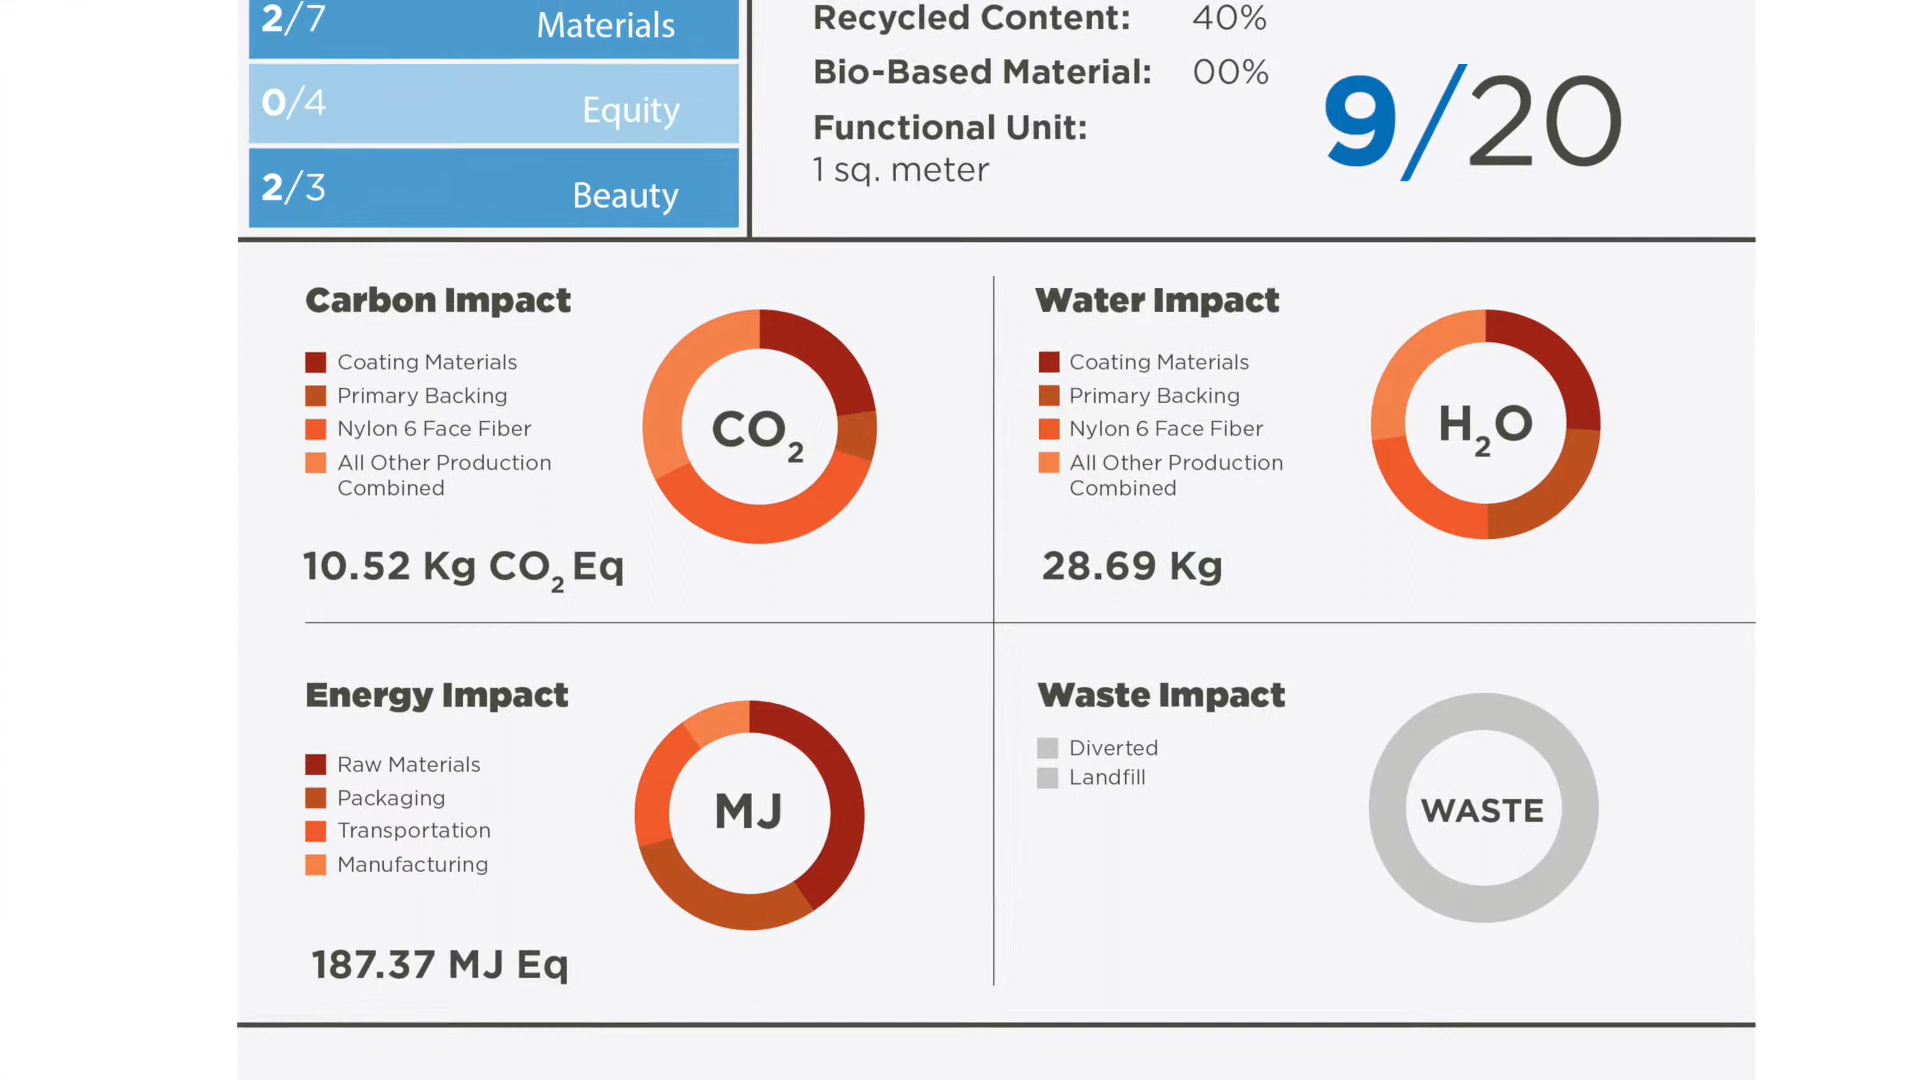 2/7 Materials
0/4 Equity
2/3 Beauty
Recycled Content: 40%
Bio-Based Material: 00%
Functional Unit:
1 sq. meter
9/20
Carbon Impact
Coating Materials
Primary Backing
Nylon 6 Face Fiber
All Other Production
Combined
CO2
10.52 Kg CO2 Eq
Water Impact
Coating Materials
Primary Backing
Nylon 6 Face Fiber
All Other Production
Combined
H2O
28.69 Kg
Energy Impact
Raw Materials
Packaging
Transportation
Manufacturing
MJ
187.37 MJ Eq
Waste Impact
Diverted
Landfill
WASTE